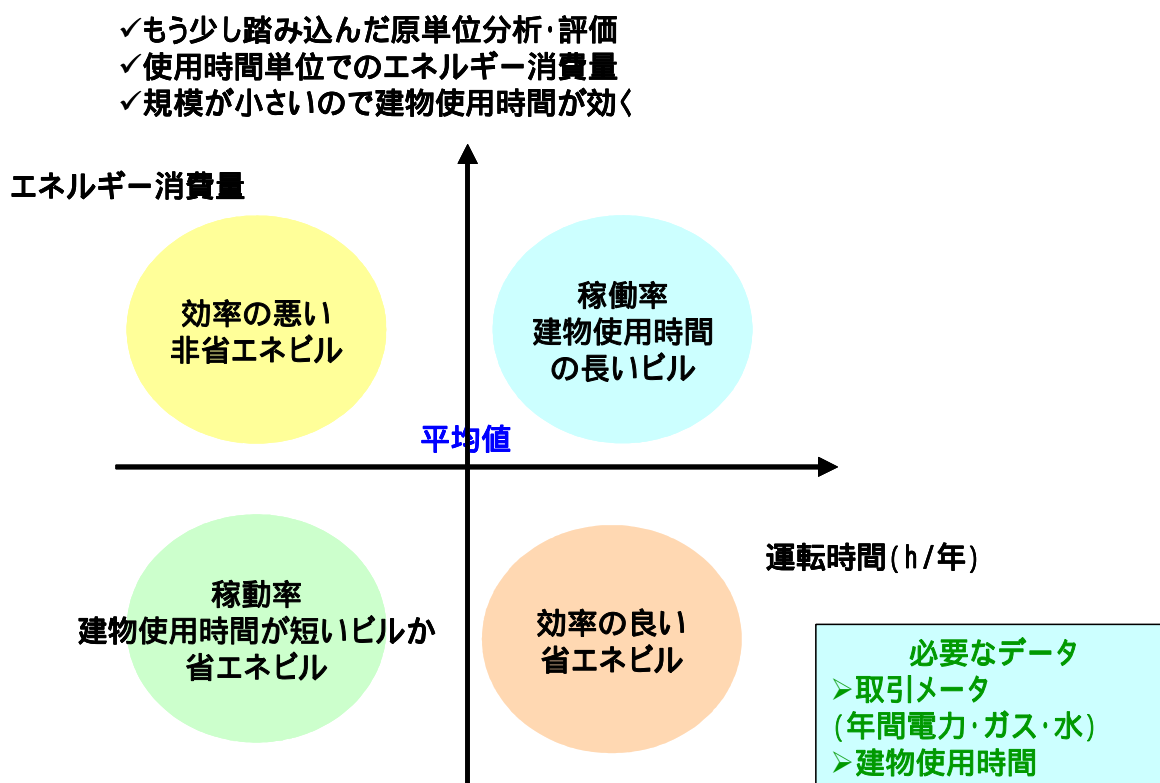 ✓もう少し踏み込んだ原単位分析・評価
✓使用時間単位でのエネルギー消費量
✓規模が小さいので建物使用時間が効く
エネルギー消費量
効率の悪い
非省エネビル
稼働率
建物使用時間
の長いビル
平均値
運転時間(h/年)
稼動率
建物使用時間が短いビルか
省エネビル
効率の良い
省エネビル
必要なデータ
➢取引メータ
(年間電力・ガス・水)
➢建物使用時間